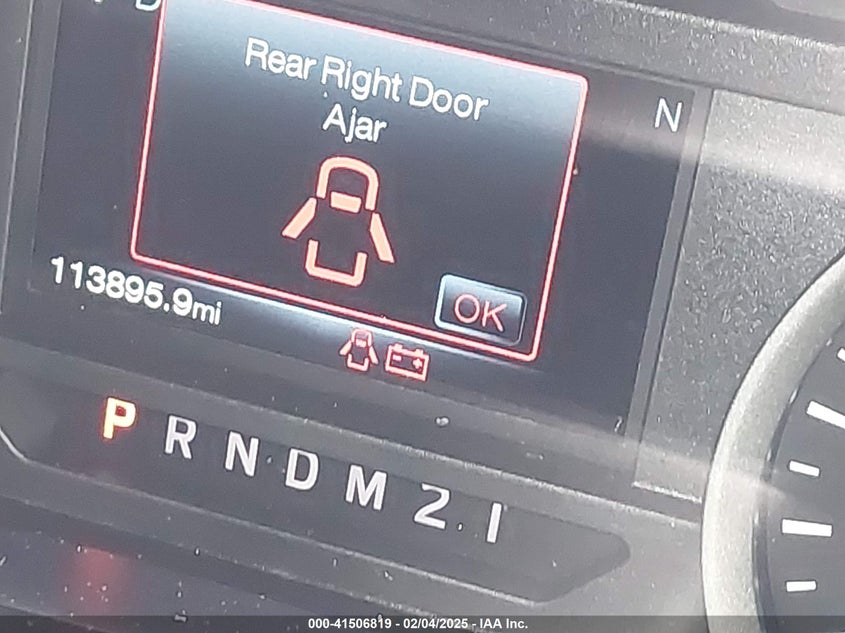 D
Rear Right Door
Ajar
N
OK
113895.9mi
P R N D M 2 1
000-41506819 - 02/04/2025 - IAA Inc.